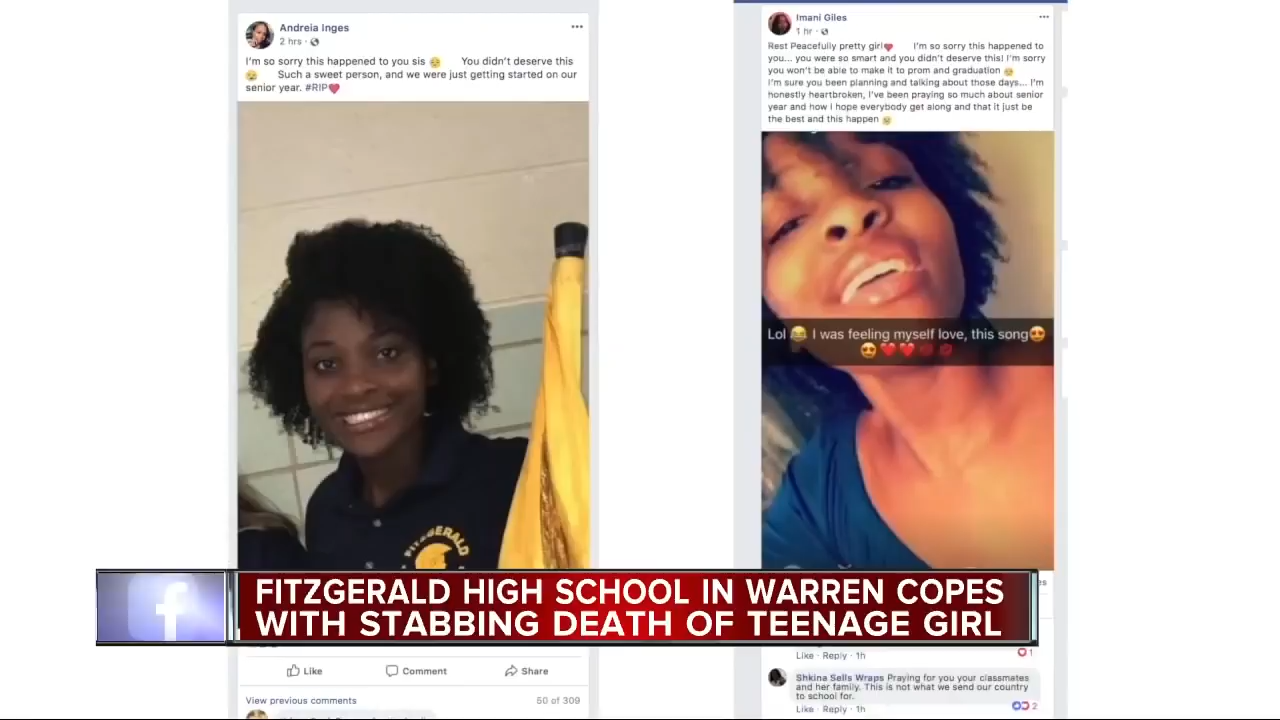 Andreia Inges
2 hrs ·
I'm so sorry this happened to you sis 😢 You didn't deserve this
😢 Such a sweet person, and we were just getting started on our
senior year. #RIP❤️
FITZGERALD
Like Comment Share
View previous comments 50 of 309
Imani Giles
1 hr ·
Rest Peacefully pretty girl❤️ I'm so sorry this happened to
you... you were so smart and you didn't deserve this! I'm sorry
you won't be able to make it to prom and graduation 😢
I'm sure you been planning and talking about those days... I'm
honestly heartbroken, I've been praying so much about senior
year and how I hope everybody get along and that it just be
the best and this happen 😢
Lol 😂 I was feeling myself love, this song😍
😍❤️❤️
FITZGERALD HIGH SCHOOL IN WARREN COPES
WITH STABBING DEATH OF TEENAGE GIRL
Like · Reply · 1h 1
Shkina Sells Wraps Praying for you your classmates
and her family. This is not what we send our country
to school for.
Like · Reply · 1h 2